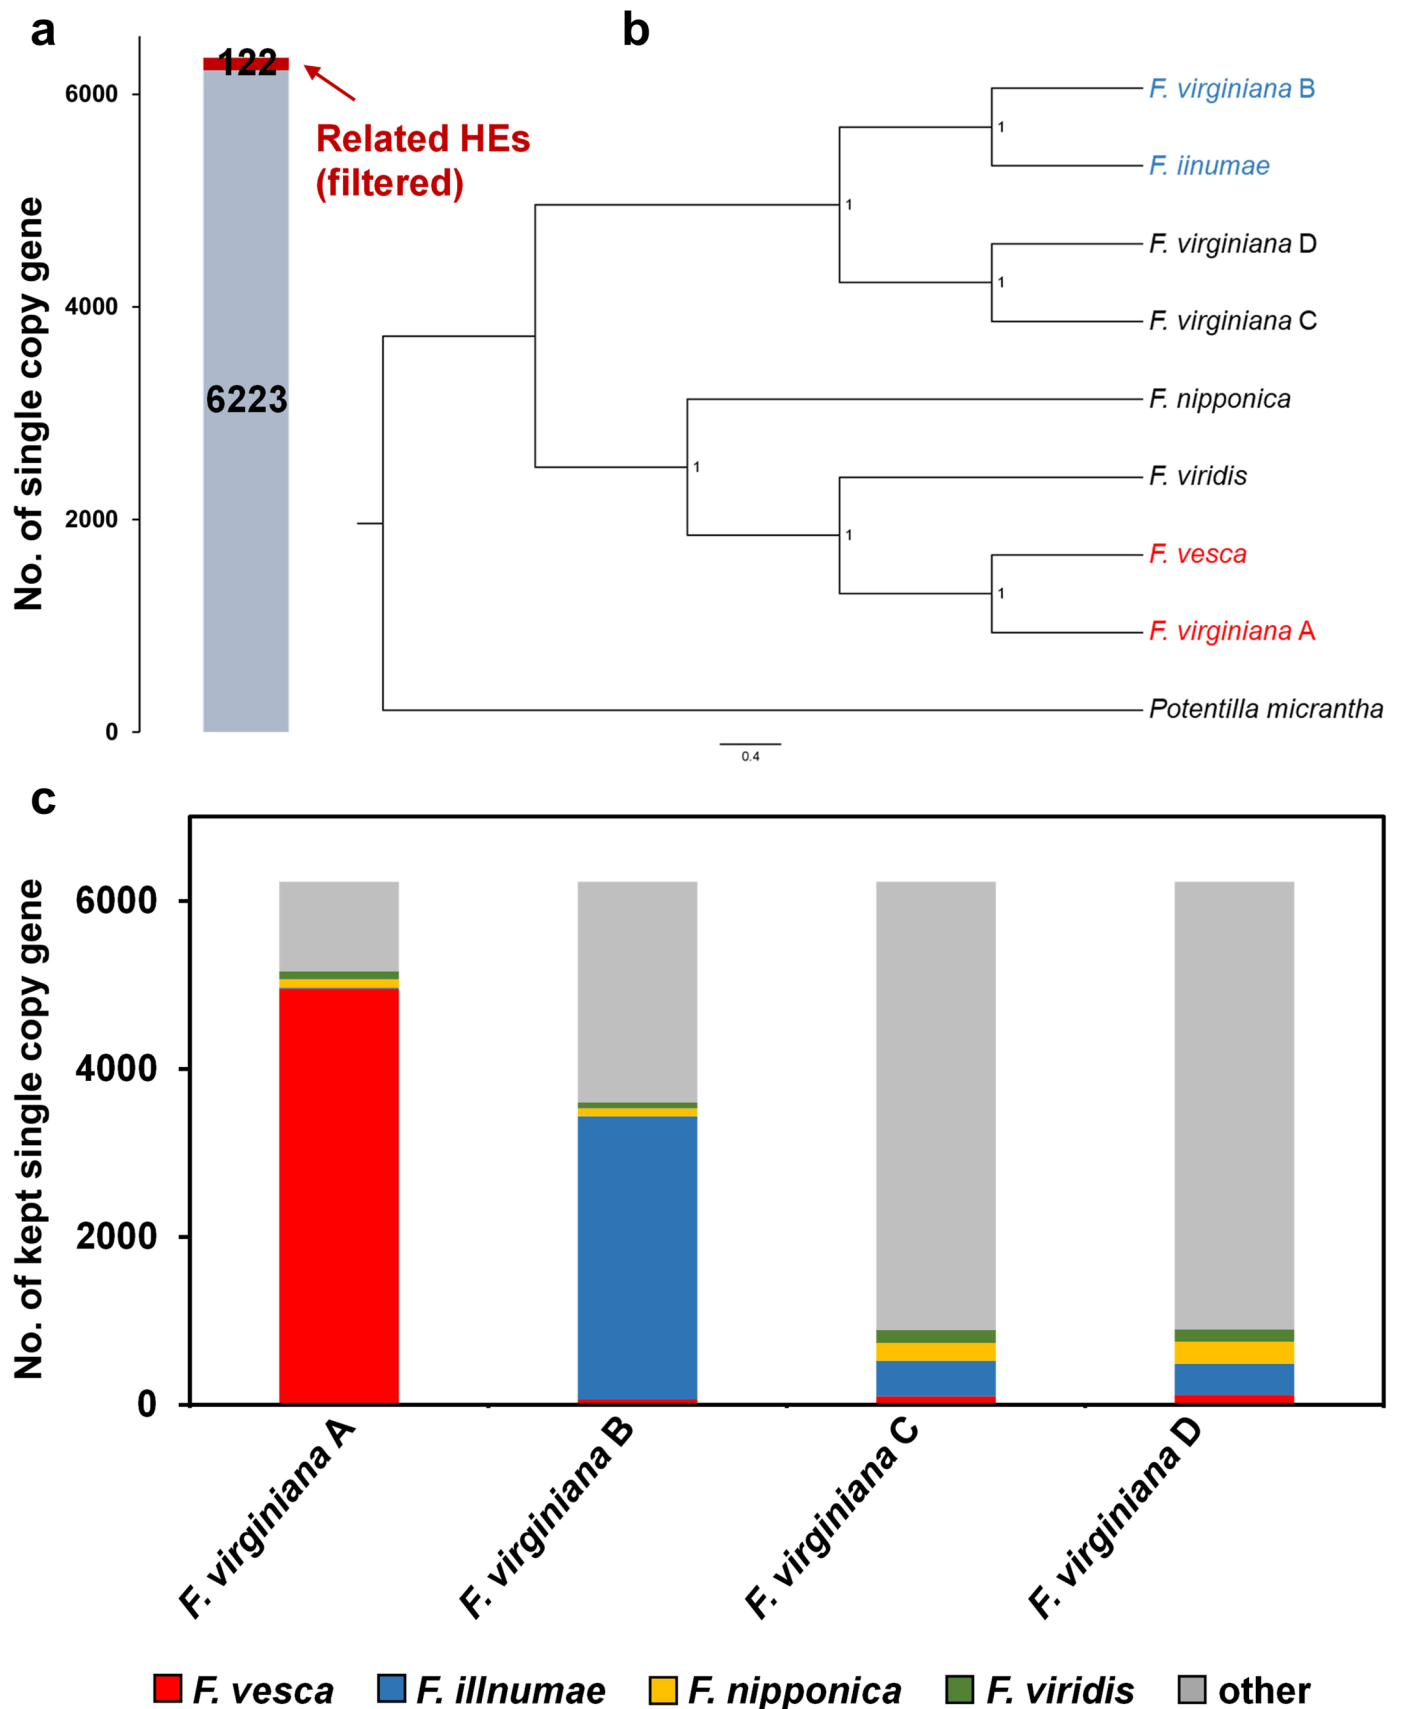 a
b
122
6000
Related HEs
(filtered)
4000
6223
2000
0
No. of single copy gene
F. virginiana B
1
F. iinumae
1
F. virginiana D
1
F. virginiana C
F. nipponica
1
F. viridis
1
F. vesca
1
F. virginiana A
Potentilla micrantha
0.4
c
No. of kept single copy gene
6000
4000
2000
0
F. virginiana A
F. virginiana B
F. virginiana C
F. virginiana D
F. vesca
F. illnumae
F. nipponica
F. viridis
other